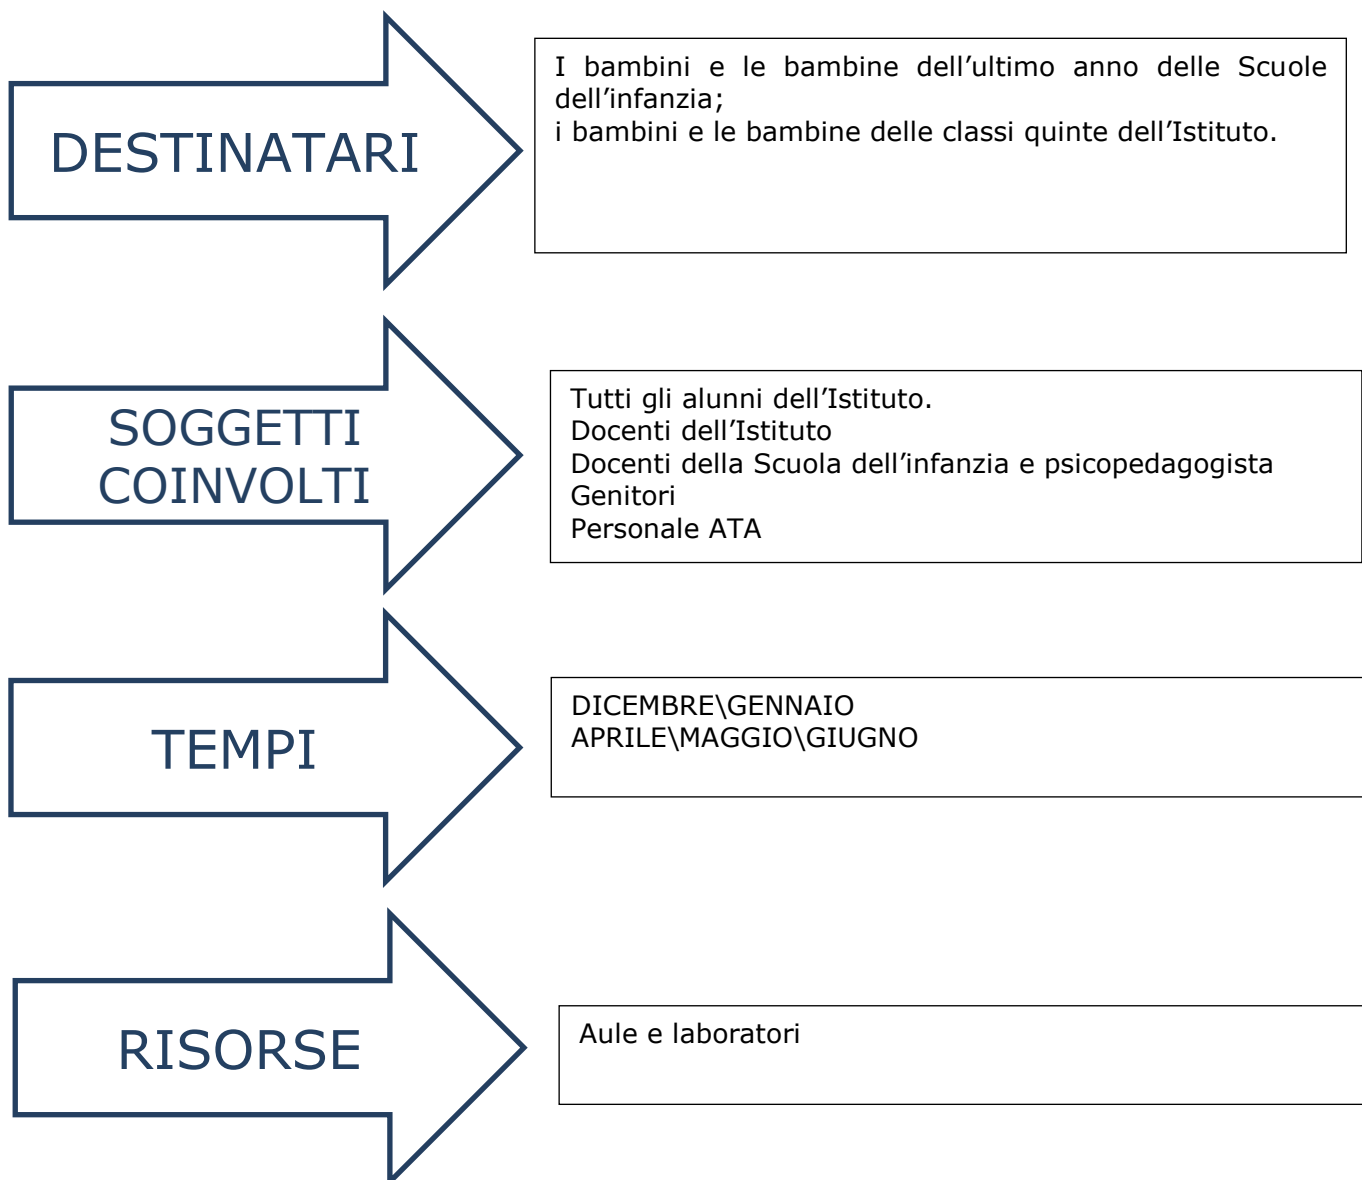 DESTINATARI
I bambini e le bambine dell’ultimo anno delle Scuole
dell’infanzia;
i bambini e le bambine delle classi quinte dell’Istituto.
SOGGETTI
COINVOLTI
Tutti gli alunni dell’Istituto.
Docenti dell’Istituto
Docenti della Scuola dell’infanzia e psicopedagogista
Genitori
Personale ATA
TEMPI
DICEMBRE\GENNAIO
APRILE\MAGGIO\GIUGNO
RISORSE
Aule e laboratori